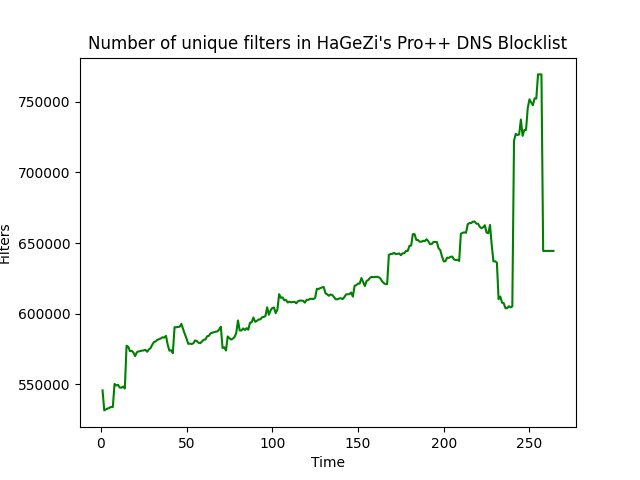 Number of unique filters in HaGeZi's Pro++ DNS Blocklist
750000
700000
650000
600000
550000
Filters
0 50 100 150 200 250
Time